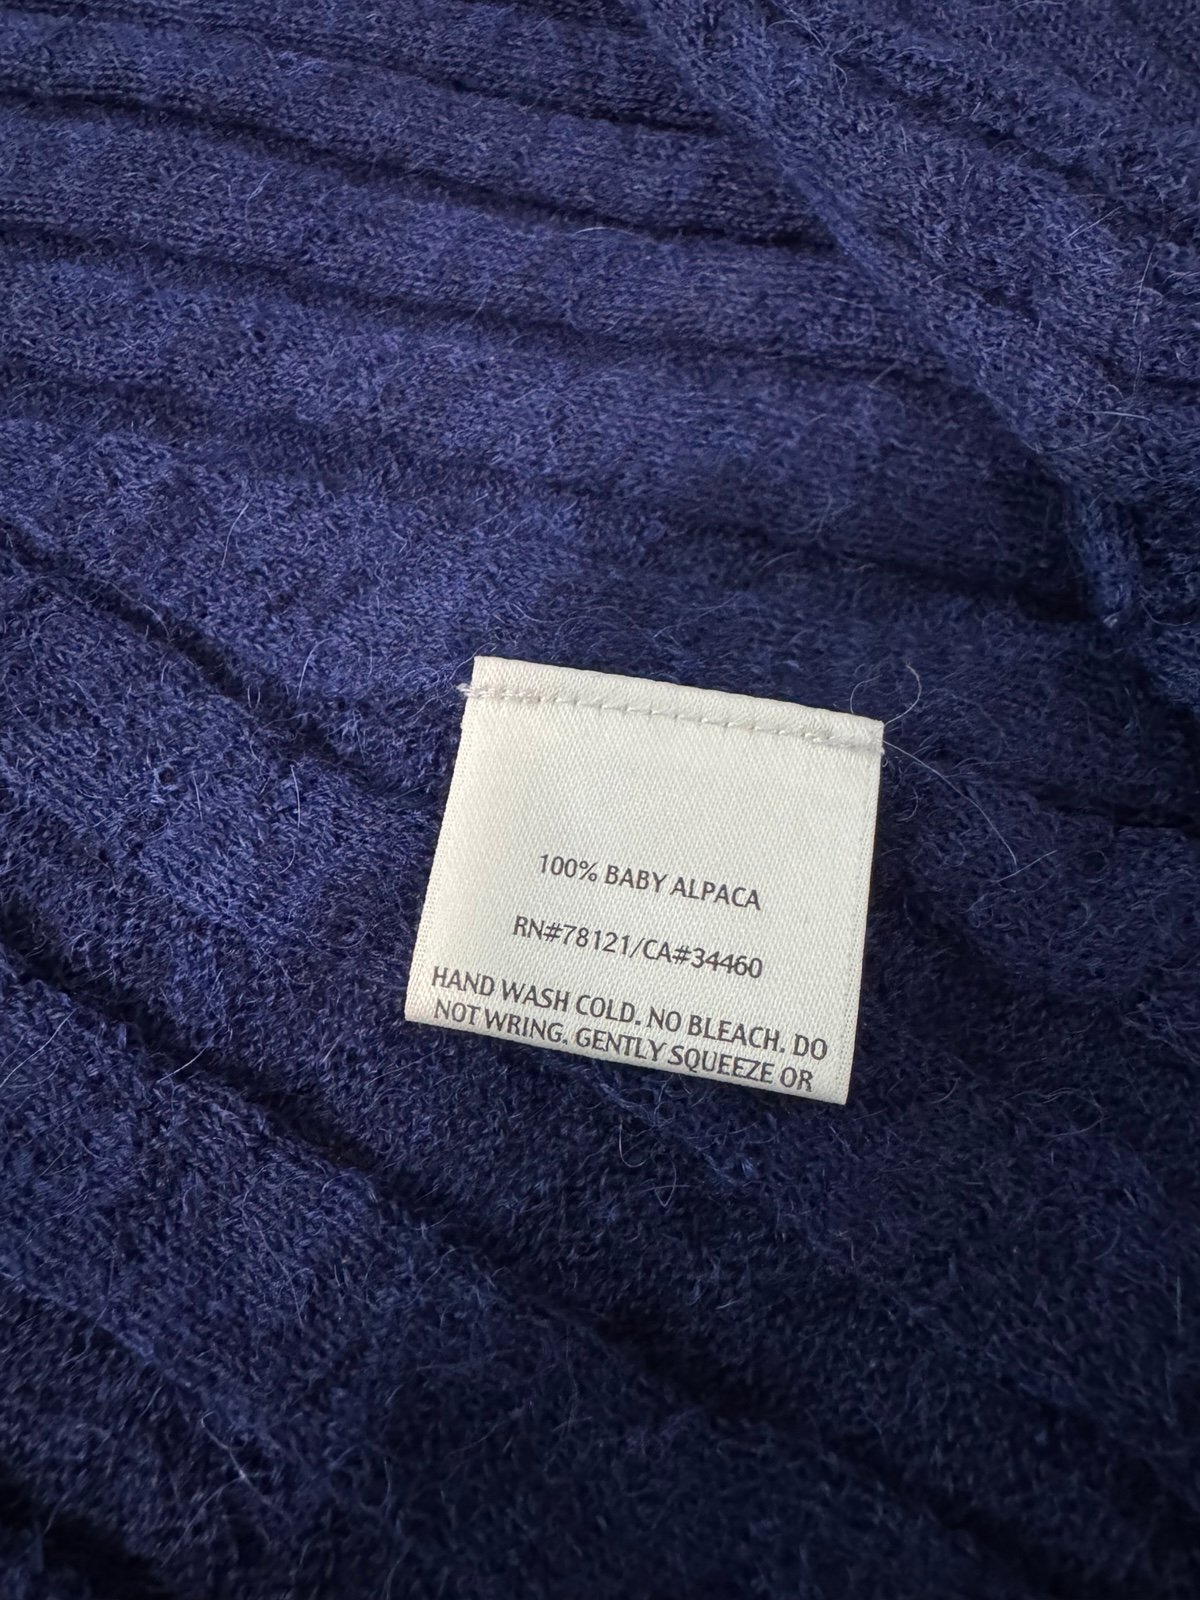 100% BABY ALPACA
RN#78121/CA#34460
HAND WASH COLD. NO BLEACH. DO
NOT WRING. GENTLY SQUEEZE OR